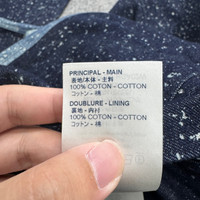 PRINCIPAL - MAIN
表地/本体・主料
100% COTON - COTTON
コットン・棉
DOUBLURE - LINING
裏地・内衬
100% COTON - COTTON
コットン・棉